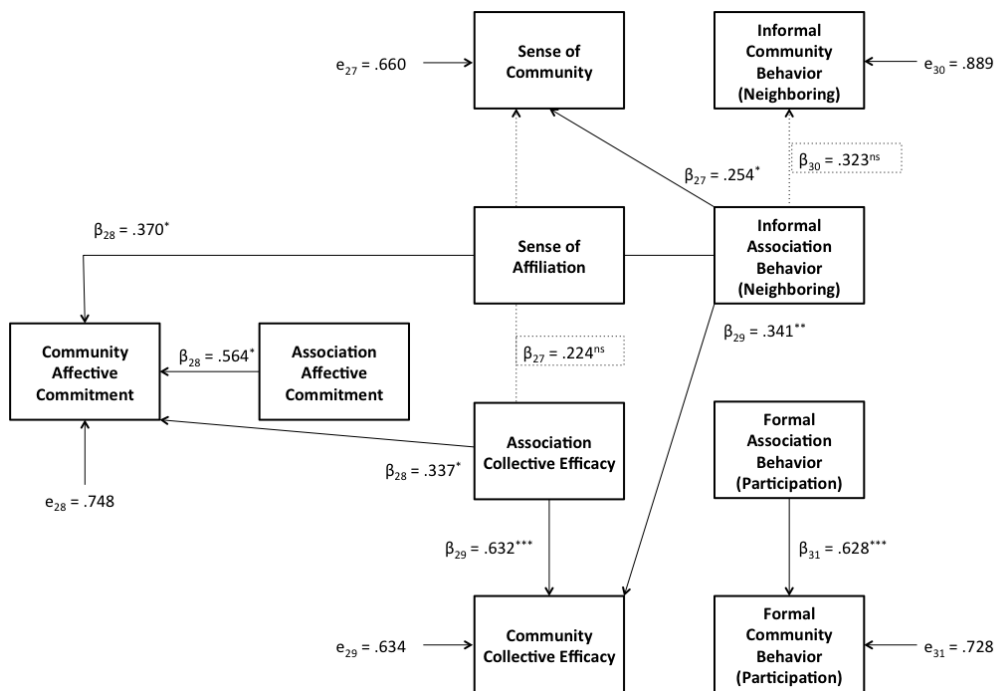 Sense of
Community
Informal
Community
Behavior
(Neighboring)
e₂₇ = .660
e₃₀ = .889
β₃₀ = .323ⁿˢ
β₂₇ = .254*
β₂₈ = .370*
Sense of
Affiliation
Informal
Association
Behavior
(Neighboring)
β₂₉ = .341**
Community
Affective
Commitment
β₂₈ = .564*
Association
Affective
Commitment
β₂₇ = .224ⁿˢ
Association
Collective Efficacy
Formal
Association
Behavior
(Participation)
β₂₈ = .337*
e₂₈ = .748
β₂₉ = .632***
β₃₁ = .628***
e₂₉ = .634
Community
Collective Efficacy
Formal
Community
Behavior
(Participation)
e₃₁ = .728